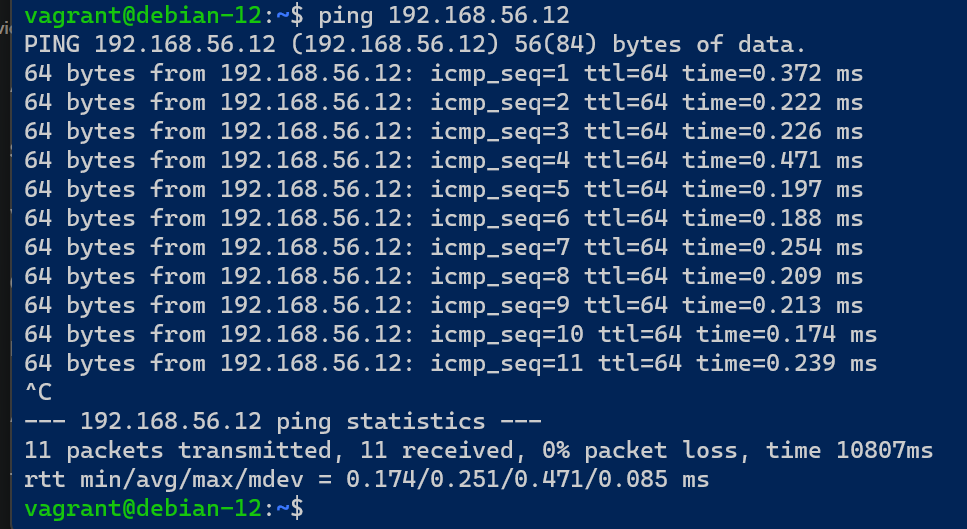 vagrant@debian-12:~$ ping 192.168.56.12
PING 192.168.56.12 (192.168.56.12) 56(84) bytes of data.
64 bytes from 192.168.56.12: icmp_seq=1 ttl=64 time=0.372 ms
64 bytes from 192.168.56.12: icmp_seq=2 ttl=64 time=0.222 ms
64 bytes from 192.168.56.12: icmp_seq=3 ttl=64 time=0.226 ms
64 bytes from 192.168.56.12: icmp_seq=4 ttl=64 time=0.471 ms
64 bytes from 192.168.56.12: icmp_seq=5 ttl=64 time=0.197 ms
64 bytes from 192.168.56.12: icmp_seq=6 ttl=64 time=0.188 ms
64 bytes from 192.168.56.12: icmp_seq=7 ttl=64 time=0.254 ms
64 bytes from 192.168.56.12: icmp_seq=8 ttl=64 time=0.209 ms
64 bytes from 192.168.56.12: icmp_seq=9 ttl=64 time=0.213 ms
64 bytes from 192.168.56.12: icmp_seq=10 ttl=64 time=0.174 ms
64 bytes from 192.168.56.12: icmp_seq=11 ttl=64 time=0.239 ms
^C
--- 192.168.56.12 ping statistics ---
11 packets transmitted, 11 received, 0% packet loss, time 10807ms
rtt min/avg/max/mdev = 0.174/0.251/0.471/0.085 ms
vagrant@debian-12:~$